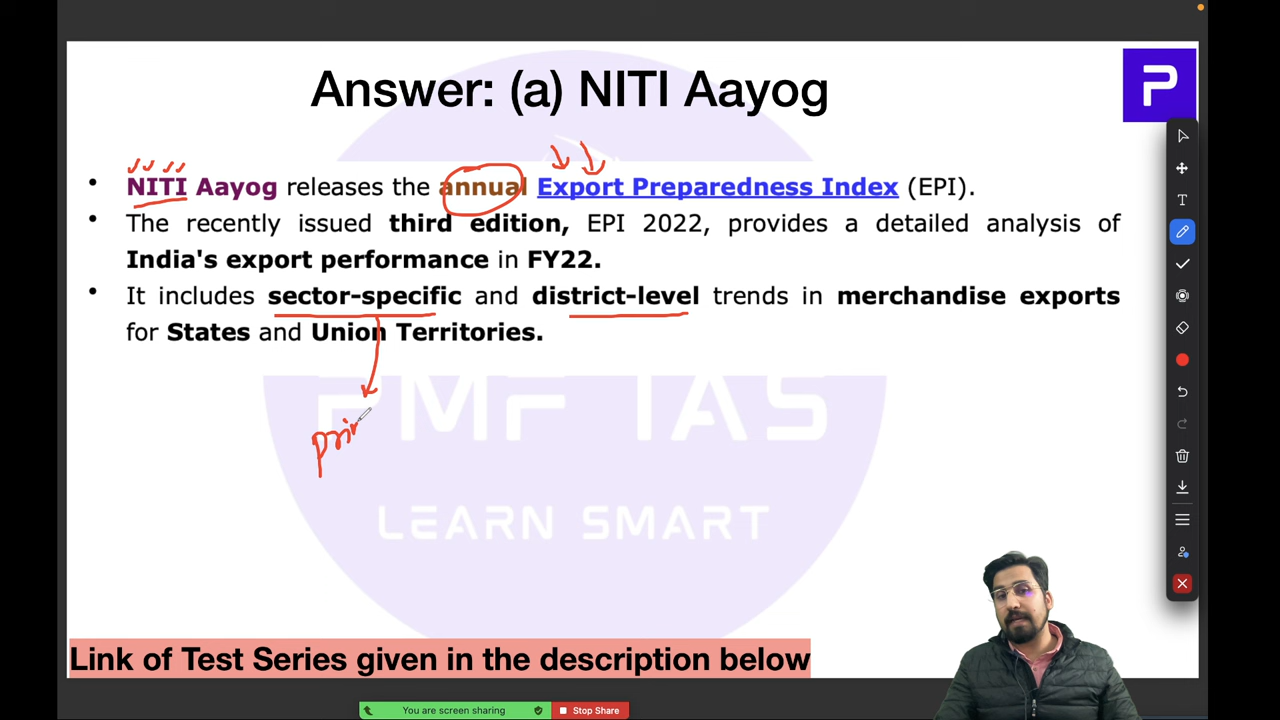 Answer: (a) NITI Aayog
P
• NITI Aayog releases the annual Export Preparedness Index (EPI).
• The recently issued third edition, EPI 2022, provides a detailed analysis of
India's export performance in FY22.
• It includes sector-specific and district-level trends in merchandise exports
for States and Union Territories.
PMF IAS
pri
LEARN SMART
Link of Test Series given in the description below
T
You are screen sharing
Stop Share